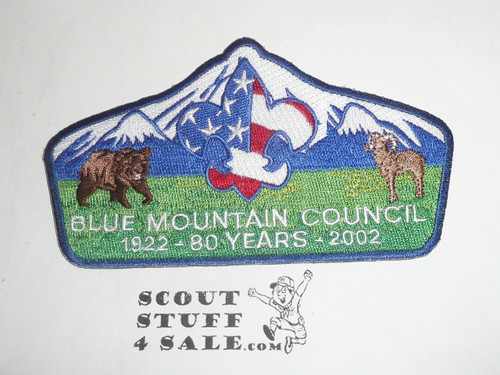 BLUE MOUNTAIN COUNCIL
1922 - 80 YEARS - 2002
SCOUT
STUFF
4 SALE.COM